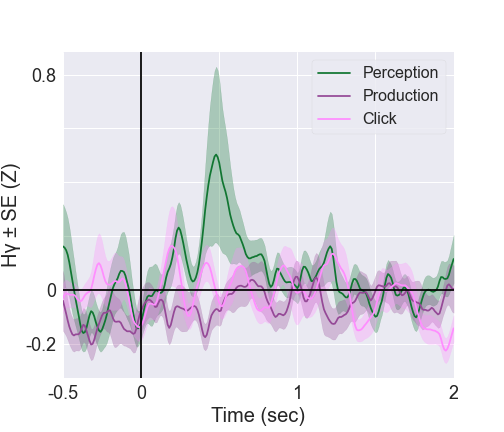 Perception
Production
Click
0.8
0
-0.2
Hγ ± SE (Z)
-0.5
0
1
2
Time (sec)